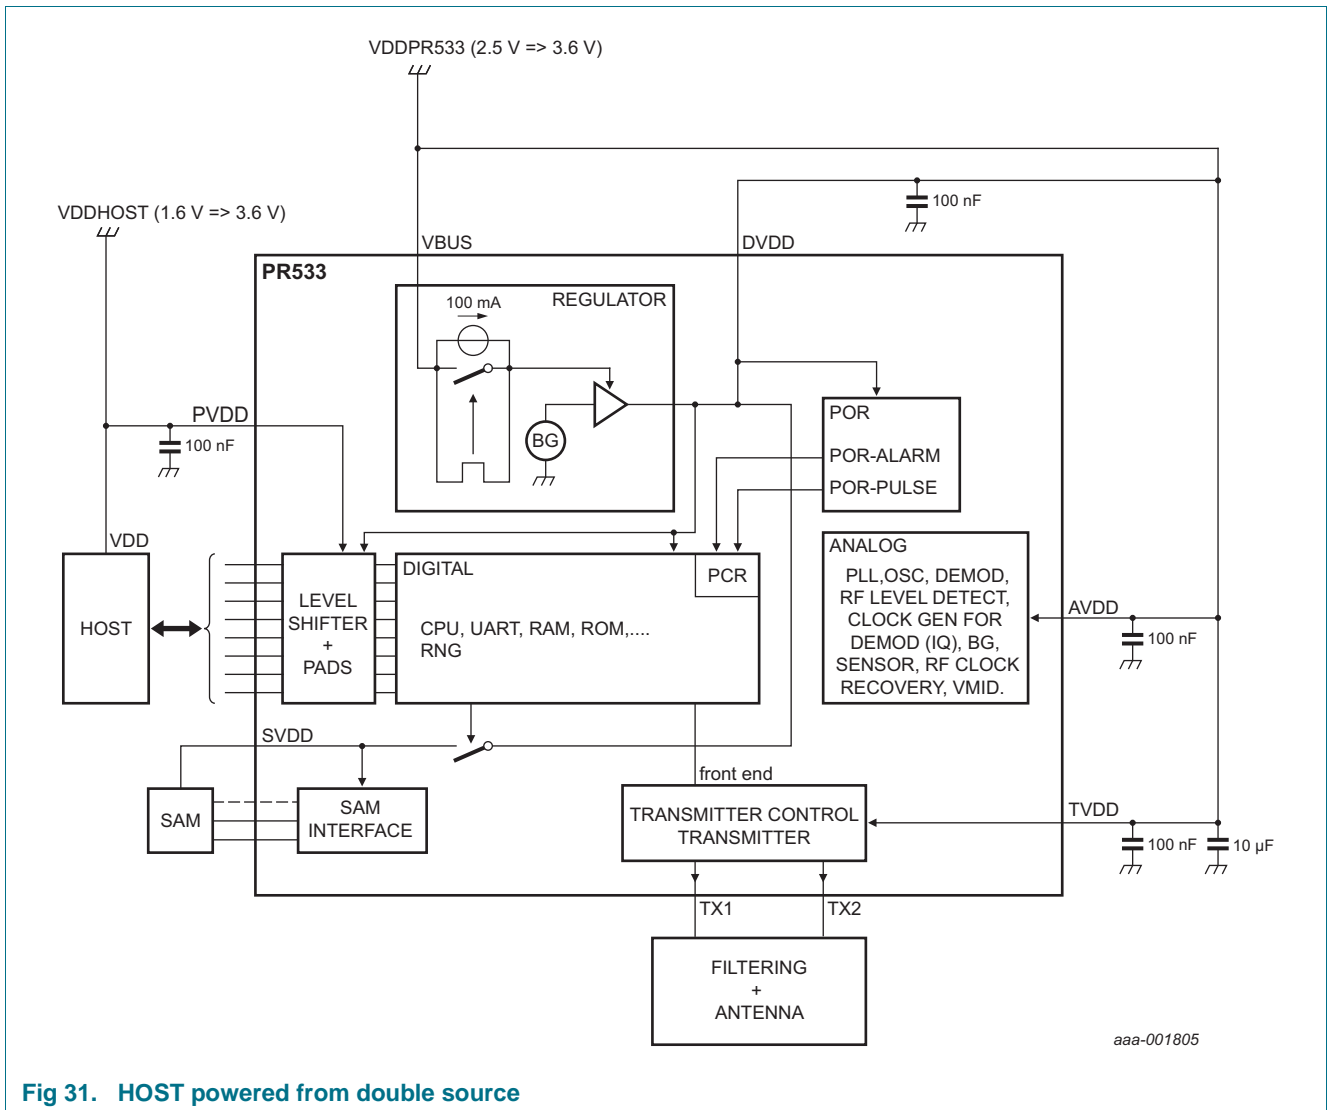 VDDPR533 (2.5 V => 3.6 V)
100 nF
VDDHOST (1.6 V => 3.6 V)
VBUS
DVDD
PR533
REGULATOR
100 mA
BG
PVDD
100 nF
POR
POR-ALARM
POR-PULSE
VDD
HOST
LEVEL
SHIFTER
+
PADS
DIGITAL
PCR
CPU, UART, RAM, ROM,....
RNG
ANALOG
PLL,OSC, DEMOD,
RF LEVEL DETECT,
CLOCK GEN FOR
DEMOD (IQ), BG,
SENSOR, RF CLOCK
RECOVERY, VMID.
AVDD
100 nF
SVDD
SAM
SAM
INTERFACE
front end
TRANSMITTER CONTROL
TRANSMITTER
TVDD
100 nF
10 µF
TX1
TX2
FILTERING
+
ANTENNA
aaa-001805
Fig 31. HOST powered from double source